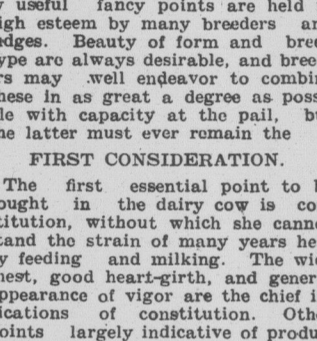 useful fancy points are held
igh esteem by many breeders an
edges. Beauty of form and bree
ype are always desirable, and bree
rs may well endeavor to combin
hese in as great a degree as poss
le with capacity at the pail, b
he latter must ever remain the
FIRST CONSIDERATION.
The first essential point to b
ought in the dairy cow is co
titution, without which she cann
tand the strain of many years he
y feeding and milking. The wi
hest, good heart-girth, and gener
ppearance of vigor are the chief i
ications of constitution. Oth
oints largely indicative of produ